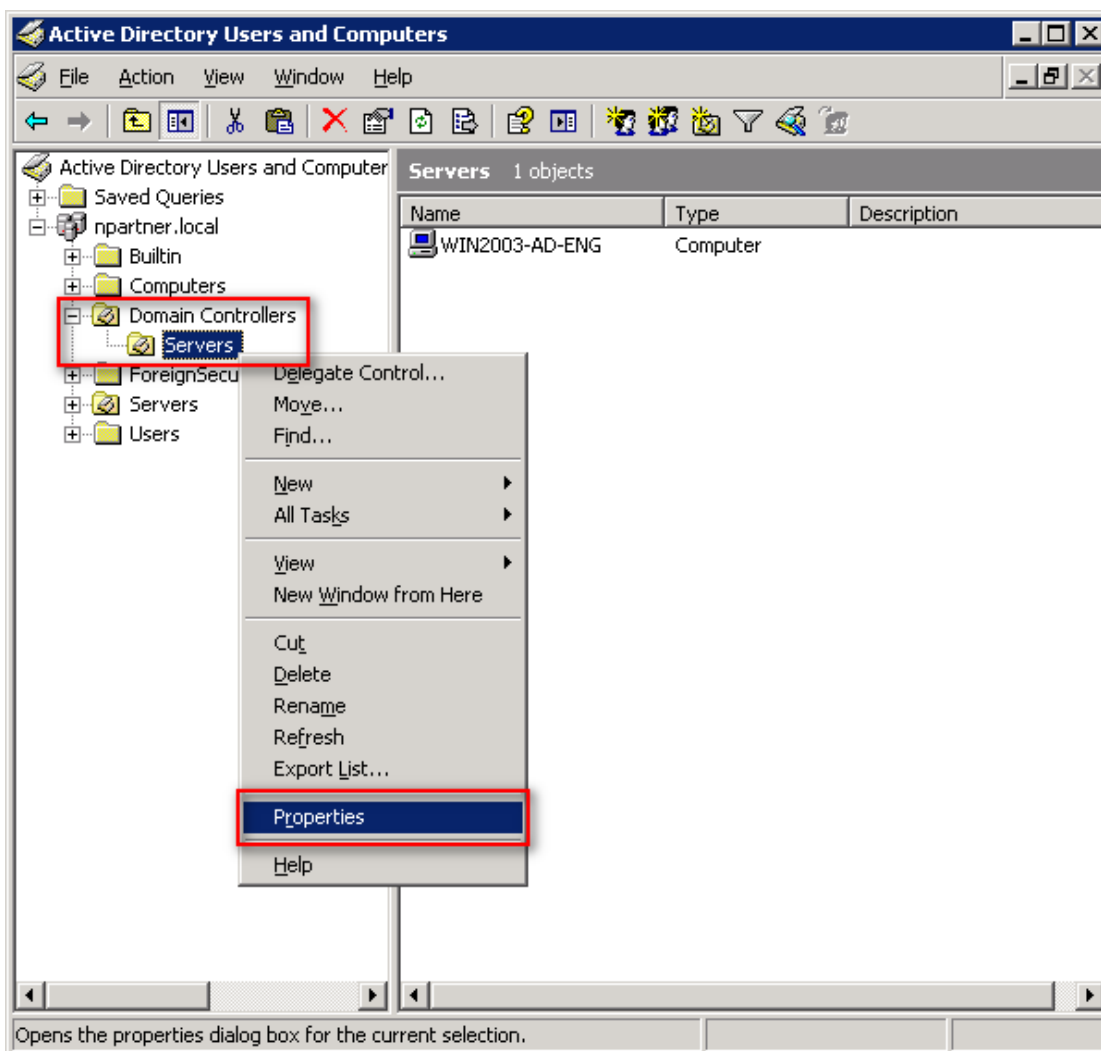 Active Directory Users and Computers
File Action View Window Help
Active Directory Users and Computer
Saved Queries
npartner.local
Builtin
Computers
Domain Controllers
Servers
ForeignSecu
Servers
Users
Servers 1 objects
Name Type Description
WIN2003-AD-ENG Computer
Delegate Control...
Move...
Find...
New
All Tasks
View
New Window from Here
Cut
Delete
Rename
Refresh
Export List...
Properties
Help
Opens the properties dialog box for the current selection.